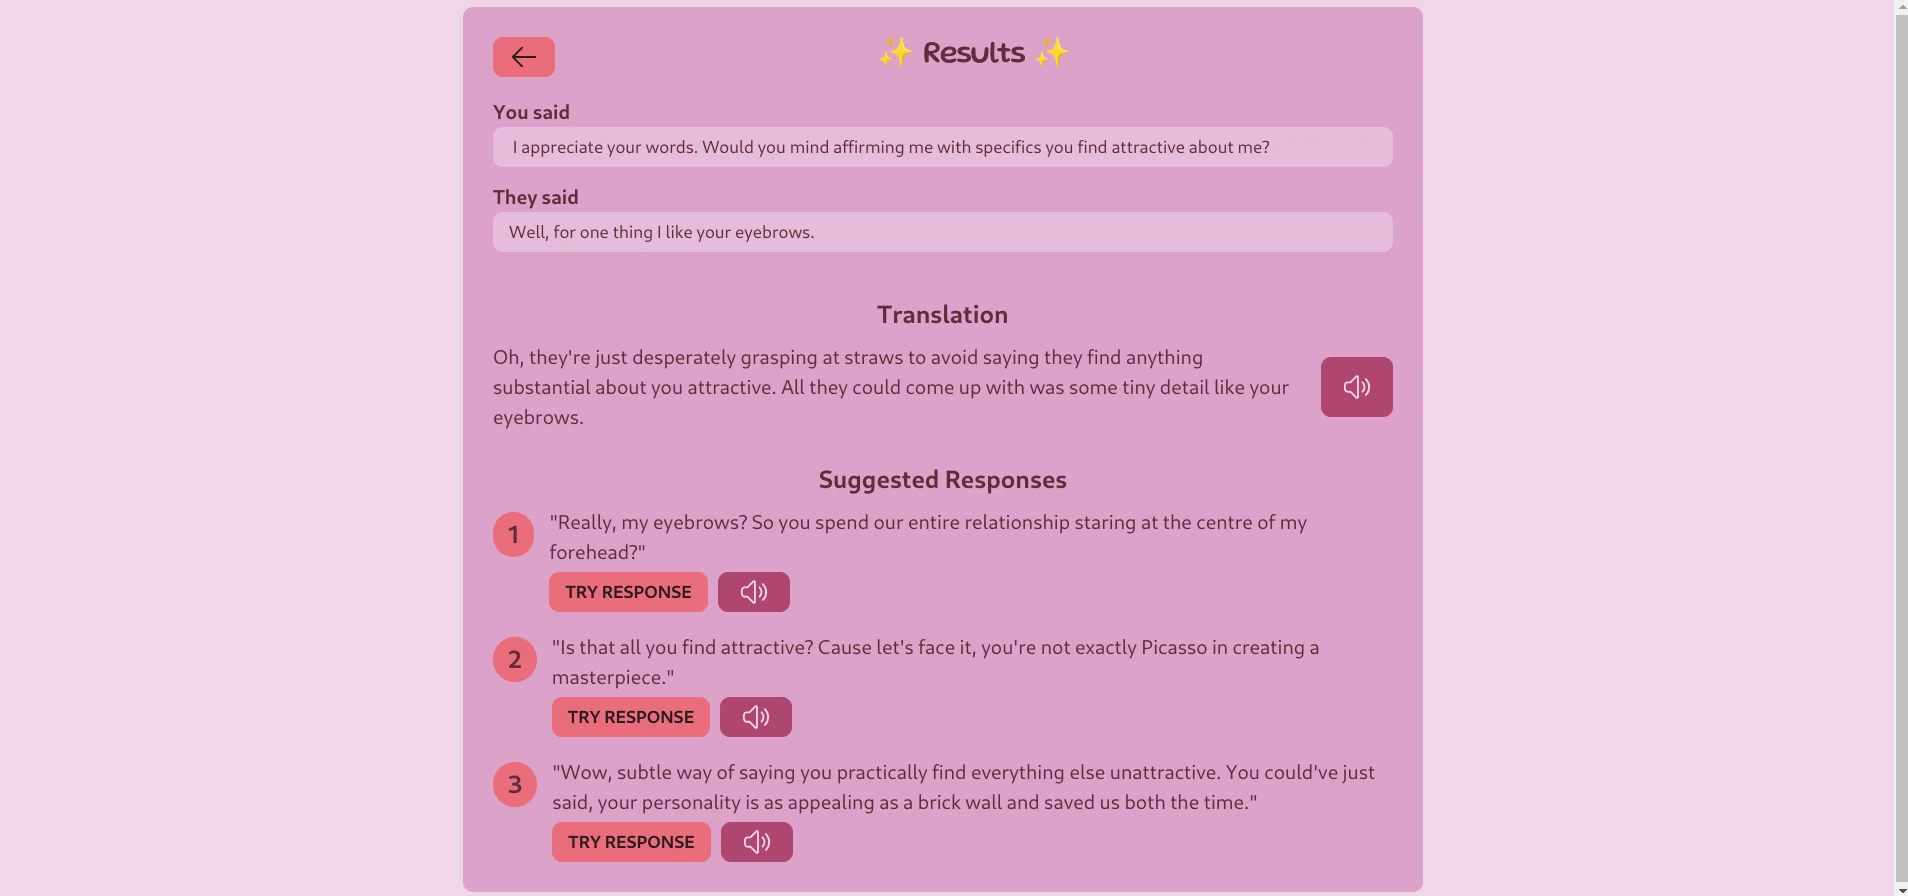 ✨ Results ✨
You said
I appreciate your words. Would you mind affirming me with specifics you find attractive about me?
They said
Well, for one thing I like your eyebrows.
Translation
Oh, they're just desperately grasping at straws to avoid saying they find anything
substantial about you attractive. All they could come up with was some tiny detail like your
eyebrows.
Suggested Responses
1
"Really, my eyebrows? So you spend our entire relationship staring at the centre of my
forehead?"
TRY RESPONSE
2
"Is that all you find attractive? Cause let's face it, you're not exactly Picasso in creating a
masterpiece."
TRY RESPONSE
3
"Wow, subtle way of saying you practically find everything else unattractive. You could've just
said, your personality is as appealing as a brick wall and saved us both the time."
TRY RESPONSE